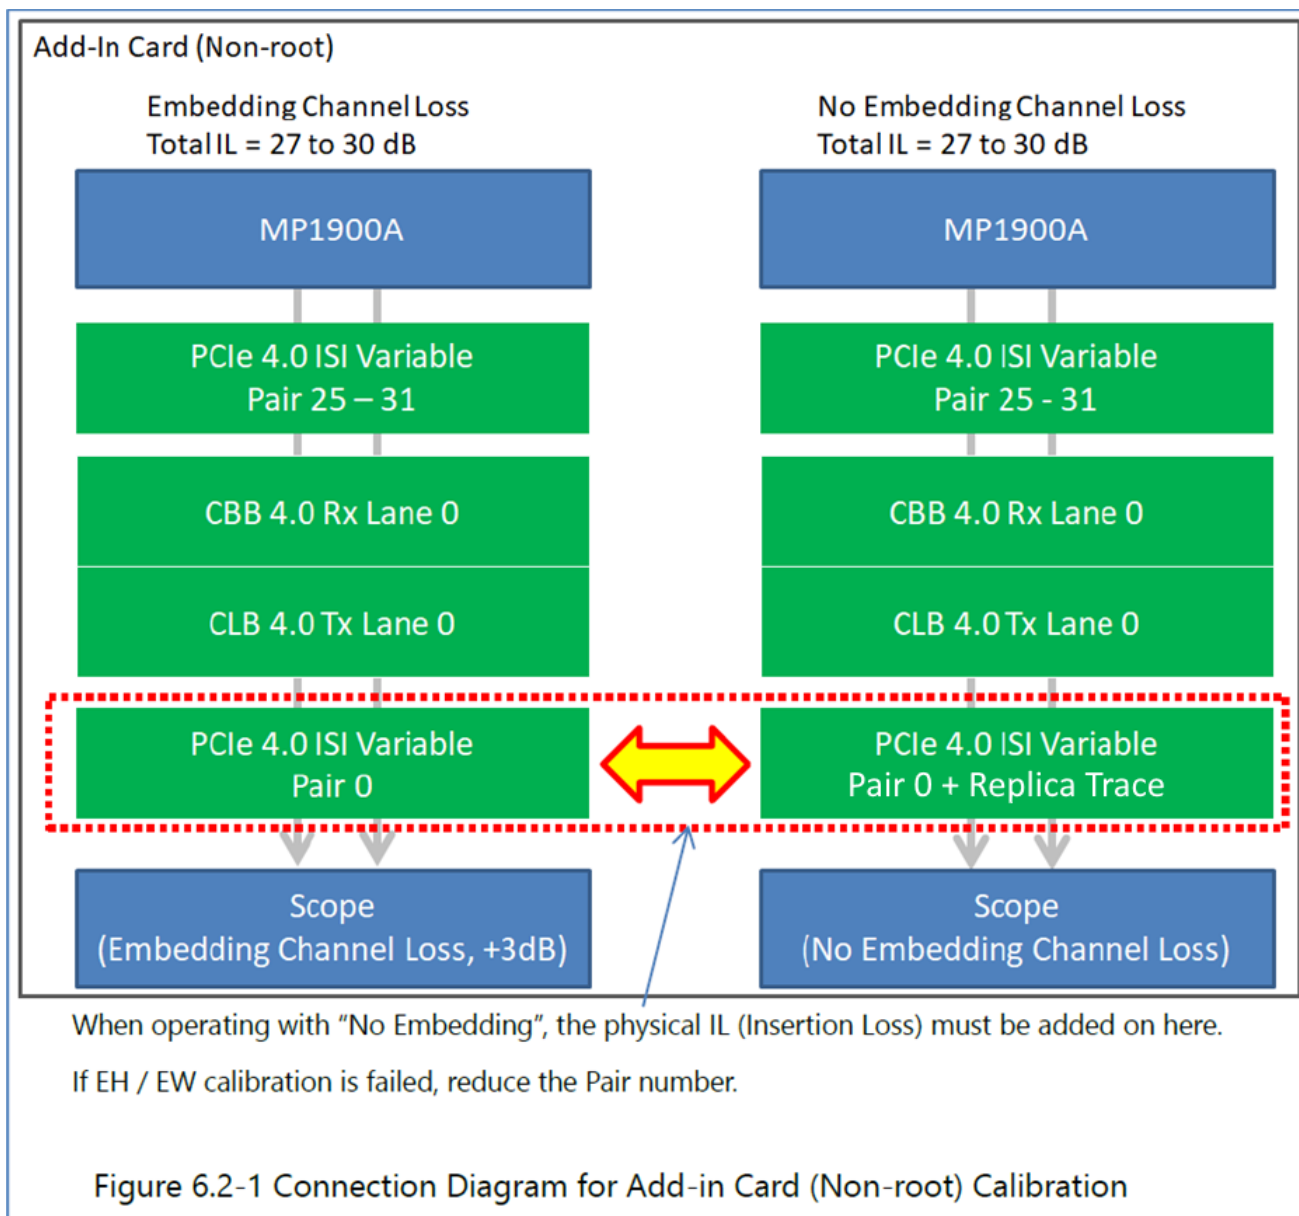 Add-In Card (Non-root)
Embedding Channel Loss
Total IL = 27 to 30 dB
MP1900A
PCIe 4.0 ISI Variable
Pair 25 – 31
CBB 4.0 Rx Lane 0
CLB 4.0 Tx Lane 0
PCIe 4.0 ISI Variable
Pair 0
Scope
(Embedding Channel Loss, +3dB)
No Embedding Channel Loss
Total IL = 27 to 30 dB
MP1900A
PCIe 4.0 ISI Variable
Pair 25 - 31
CBB 4.0 Rx Lane 0
CLB 4.0 Tx Lane 0
PCIe 4.0 ISI Variable
Pair 0 + Replica Trace
Scope
(No Embedding Channel Loss)
When operating with “No Embedding”, the physical IL (Insertion Loss) must be added on here.
If EH / EW calibration is failed, reduce the Pair number.
Figure 6.2-1 Connection Diagram for Add-in Card (Non-root) Calibration